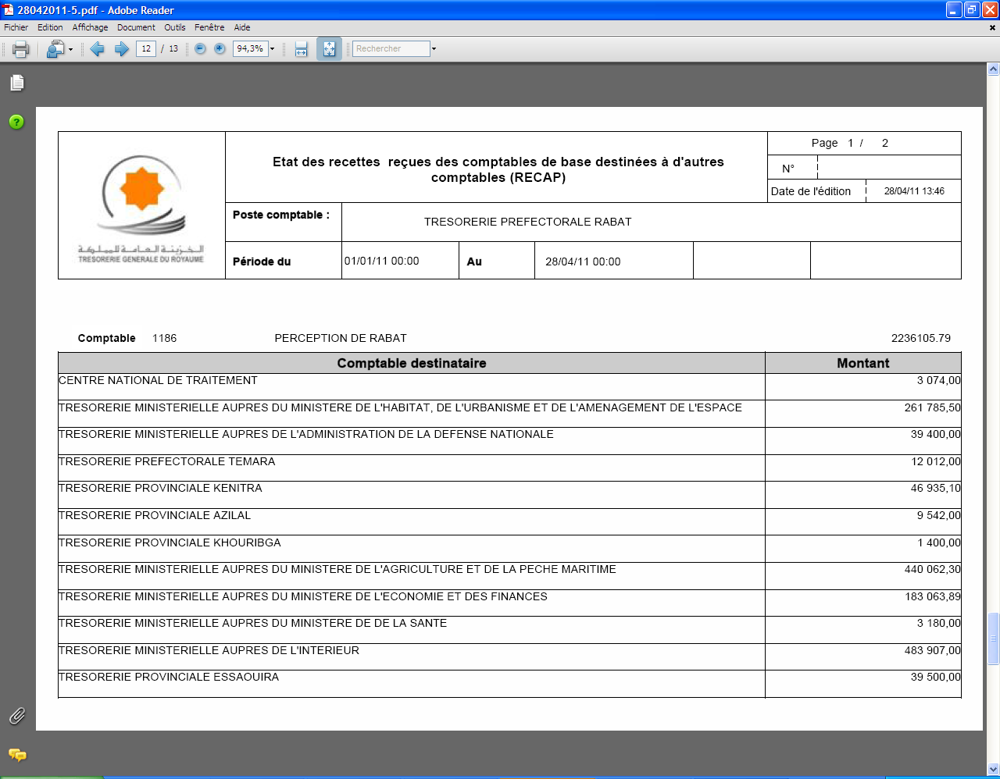 28042011-5.pdf - Adobe Reader
Fichier Edition Affichage Document Outils Fenêtre Aide
12 / 13 94,3% Rechercher
Etat des recettes reçues des comptables de base destinées à d'autres
comptables (RECAP)
Page 1 / 2
N°
Date de l'édition 28/04/11 13:46
الخزينة العامة للمملكة
TRESORERIE GENERALE DU ROYAUME
Poste comptable : TRESORERIE PREFECTORALE RABAT
Période du 01/01/11 00:00 Au 28/04/11 00:00
Comptable 1186 PERCEPTION DE RABAT 2236105.79
Comptable destinataire Montant
CENTRE NATIONAL DE TRAITEMENT 3 074,00
TRESORERIE MINISTERIELLE AUPRES DU MINISTERE DE L'HABITAT, DE L'URBANISME ET DE L'AMENAGEMENT DE L'ESPACE 261 785,50
TRESORERIE MINISTERIELLE AUPRES DE L'ADMINISTRATION DE LA DEFENSE NATIONALE 39 400,00
TRESORERIE PREFECTORALE TEMARA 12 012,00
TRESORERIE PROVINCIALE KENITRA 46 935,10
TRESORERIE PROVINCIALE AZILAL 9 542,00
TRESORERIE PROVINCIALE KHOURIBGA 1 400,00
TRESORERIE MINISTERIELLE AUPRES DU MINISTERE DE L'AGRICULTURE ET DE LA PECHE MARITIME 440 062,30
TRESORERIE MINISTERIELLE AUPRES DU MINISTERE DE L'ECONOMIE ET DES FINANCES 183 063,89
TRESORERIE MINISTERIELLE AUPRES DU MINISTERE DE DE LA SANTE 3 180,00
TRESORERIE MINISTERIELLE AUPRES DE L'INTERIEUR 483 907,00
TRESORERIE PROVINCIALE ESSAOUIRA 39 500,00